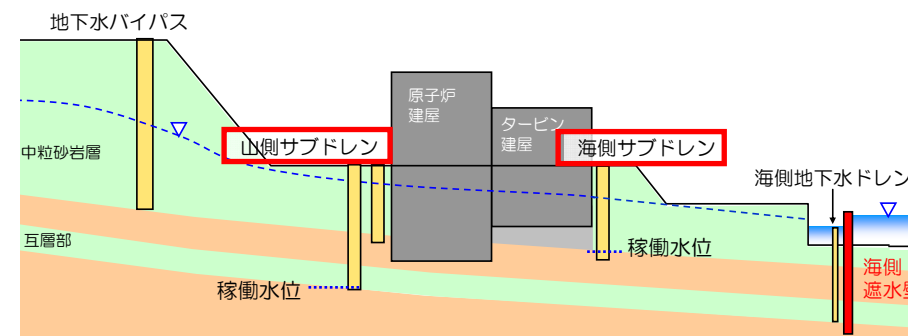 地下水バイパス
原子炉
建屋
タービン
建屋
山側サブドレン
海側サブドレン
中粒砂岩層
海側地下水ドレン
互層部
稼働水位
稼働水位
海側
遮水壁